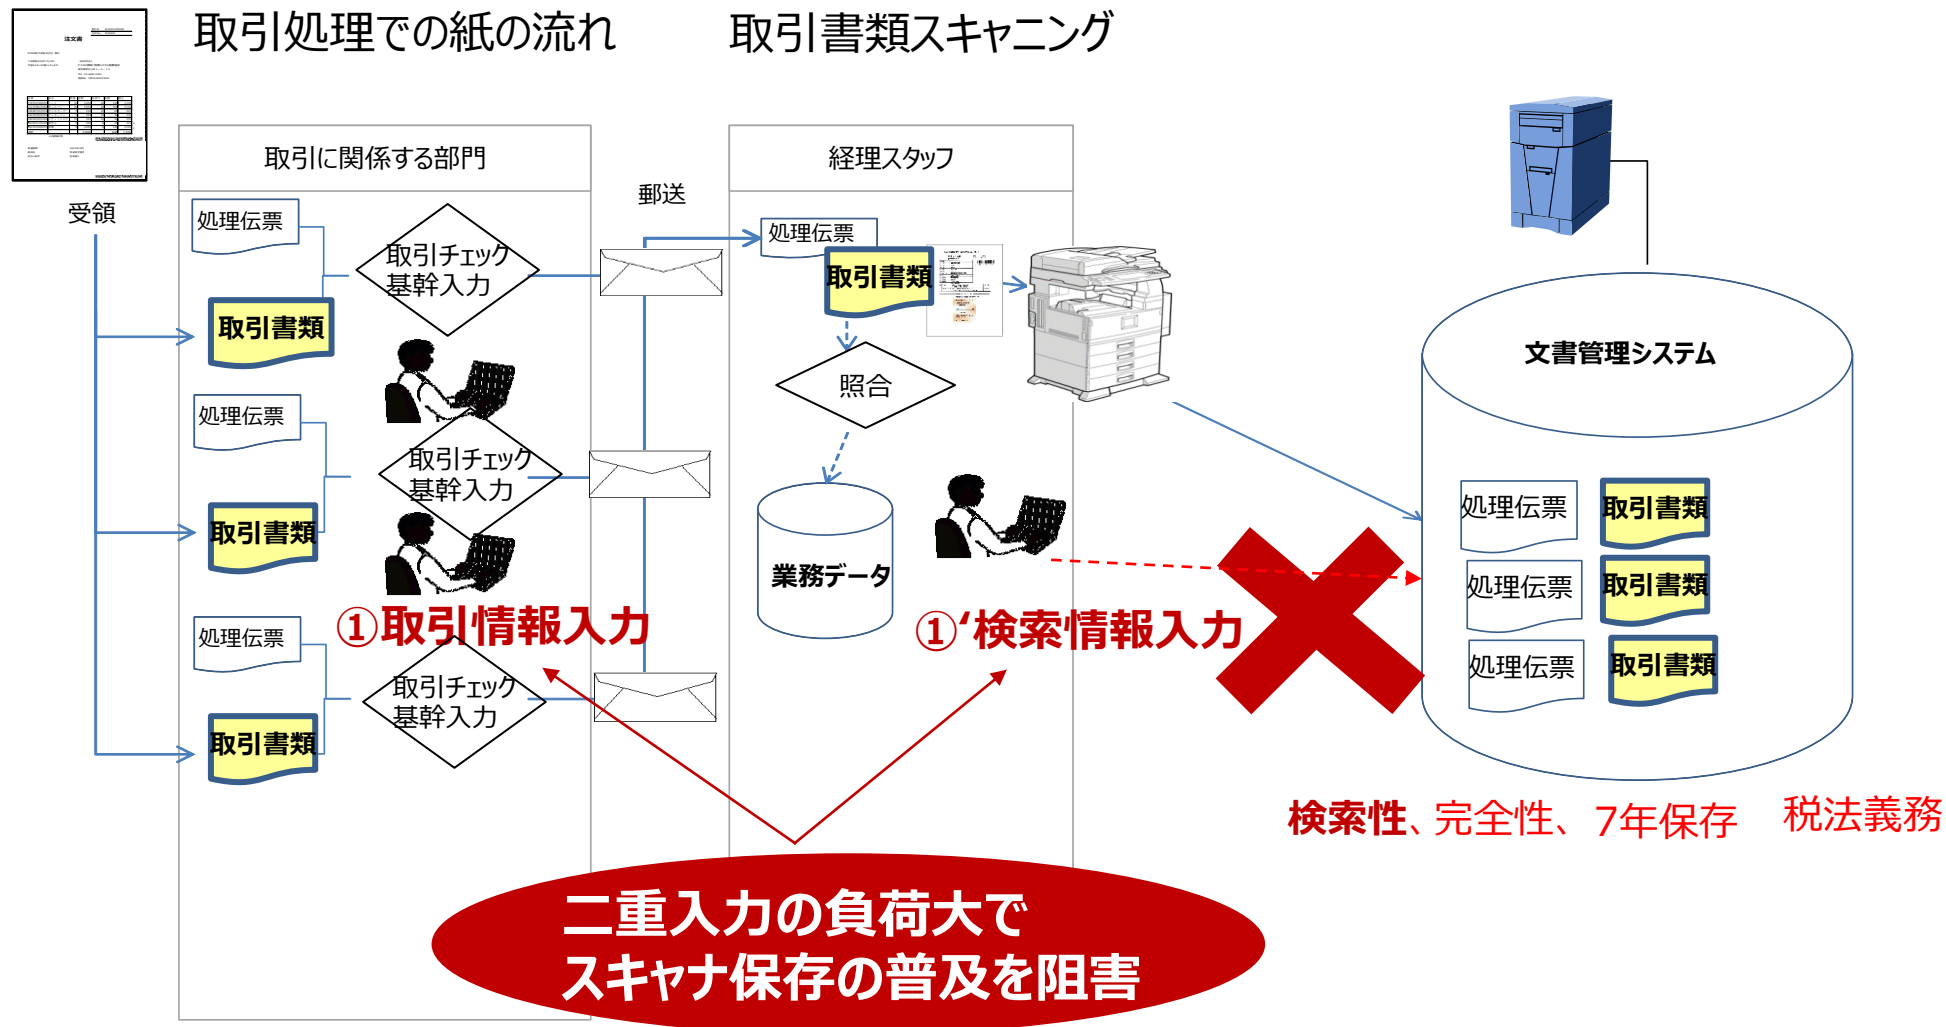 取引処理での紙の流れ
取引書類スキャニング
注文書
受領
取引に関係する部門
処理伝票
取引書類
取引チェック
基幹入力
処理伝票
取引書類
取引チェック
基幹入力
①取引情報入力
処理伝票
取引書類
取引チェック
基幹入力
郵送
経理スタッフ
処理伝票
取引書類
照合
業務データ
①‘検索情報入力
文書管理システム
処理伝票
取引書類
処理伝票
取引書類
処理伝票
取引書類
検索性、完全性、7年保存
税法義務
二重入力の負荷大で
スキャナ保存の普及を阻害